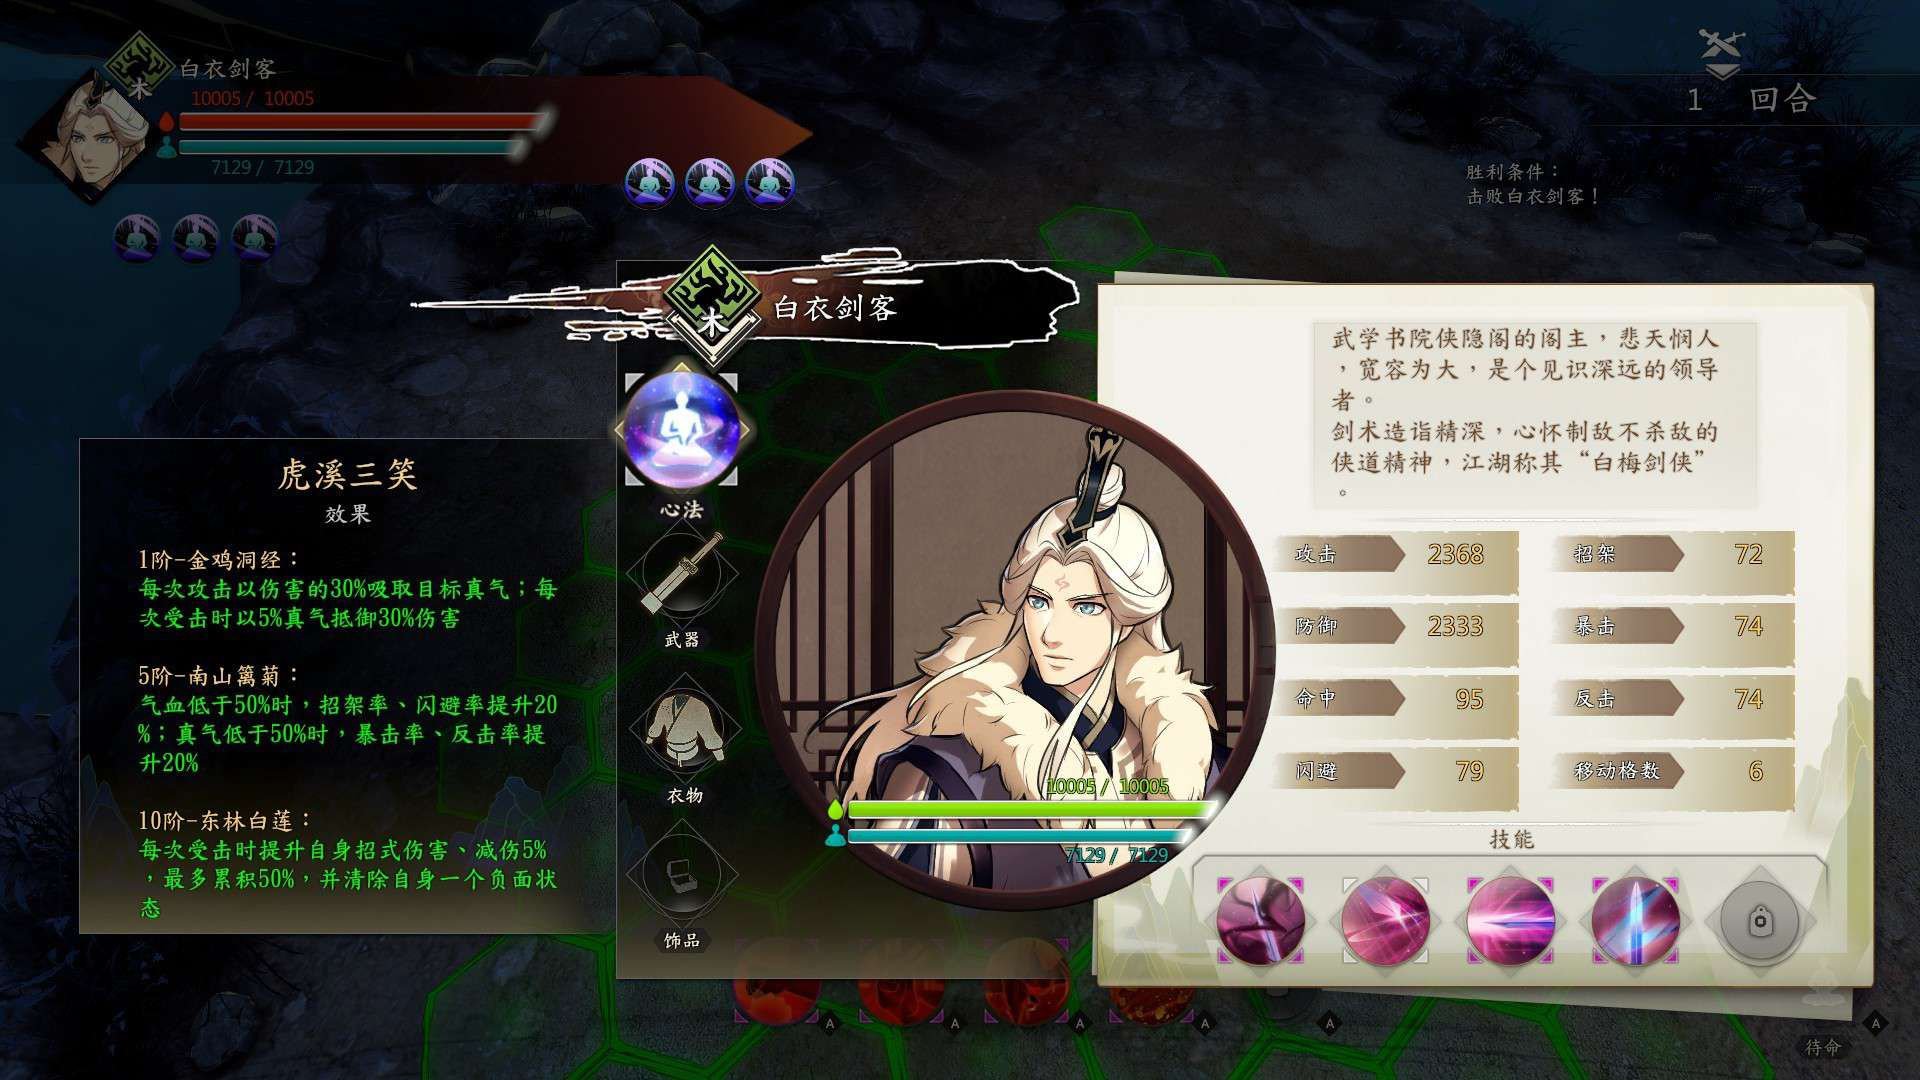 木
白衣剑客
10005 / 10005
7129 / 7129
1 回合
胜利条件：
击败白衣剑客！
木
白衣剑客
心法
武器
衣物
饰品
虎溪三笑
效果
1阶-金鸡洞经：
每次攻击以伤害的30%吸取目标真气；每
次受击时以5%真气抵御30%伤害
5阶-南山篱菊：
气血低于50%时，招架率、闪避率提升20
%；真气低于50%时，暴击率、反击率提
升20%
10阶-东林白莲：
每次受击时提升自身招式伤害、减伤5%
，最多累积50%，并清除自身一个负面状
态
10005 / 10005
7129 / 7129
武学书院侠隐阁的阁主，悲天悯人
，宽容为大，是个见识深远的领导
者。
剑术造诣精深，心怀制敌不杀敌的
侠道精神，江湖称其“白梅剑侠”
。
攻击 2368 招架 72
防御 2333 暴击 74
命中 95 反击 74
闪避 79 移动格数 6
技能
A A A A A A
待命